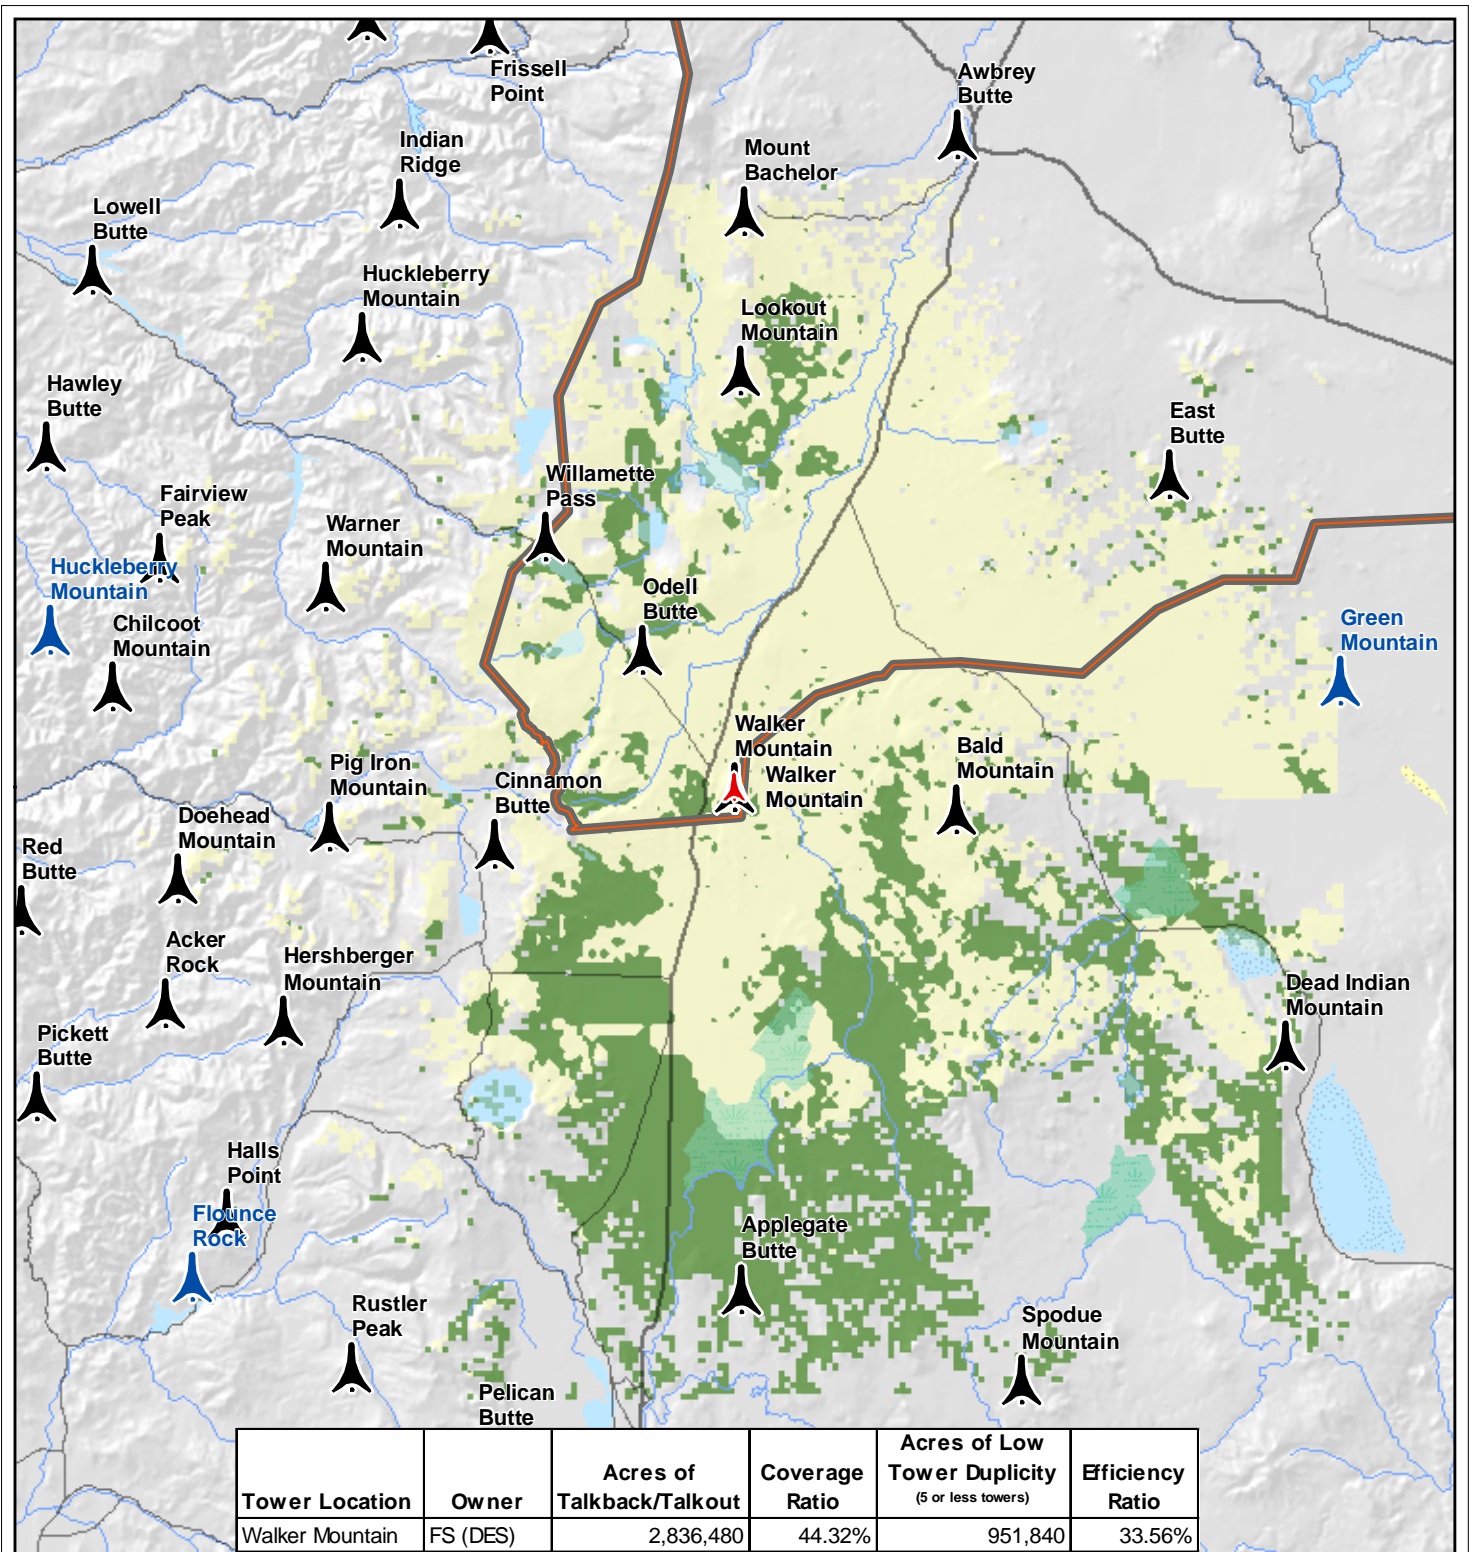 Frissell
Point
Awbrey
Butte
Indian
Ridge
Mount
Bachelor
Lowell
Butte
Huckleberry
Mountain
Lookout
Mountain
Hawley
Butte
East
Butte
Willamette
Pass
Fairview
Peak
Warner
Mountain
Huckleberry
Mountain
Odell
Butte
Chilcoot
Mountain
Green
Mountain
Walker
Mountain
Walker
Mountain
Bald
Mountain
Pig Iron
Mountain
Cinnamon
Butte
Doehead
Mountain
Red
Butte
Acker
Rock
Hershberger
Mountain
Dead Indian
Mountain
Pickett
Butte
Halls
Point
Flounce
Rock
Applegate
Butte
Rustler
Peak
Spodue
Mountain
Pelican
Butte
Tower Location
Owner
Acres of
Talkback/Talkout
Coverage
Ratio
Acres of Low
Tower Duplicity
(5 or less towers)
Efficiency
Ratio
Walker Mountain FS (DES) 2,836,480 44.32% 951,840 33.56%